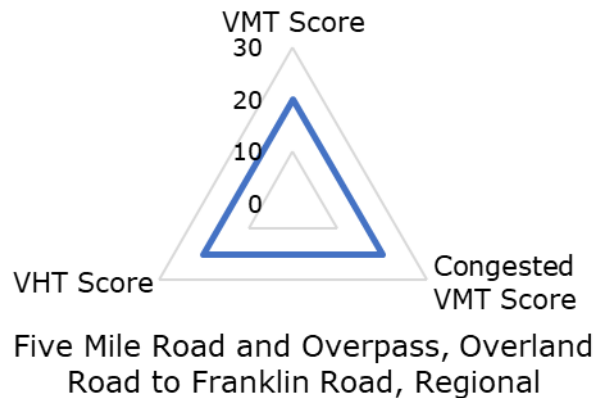 VMT Score
30
20
10
0
VHT Score
Congested
VMT Score
Five Mile Road and Overpass, Overland
Road to Franklin Road, Regional